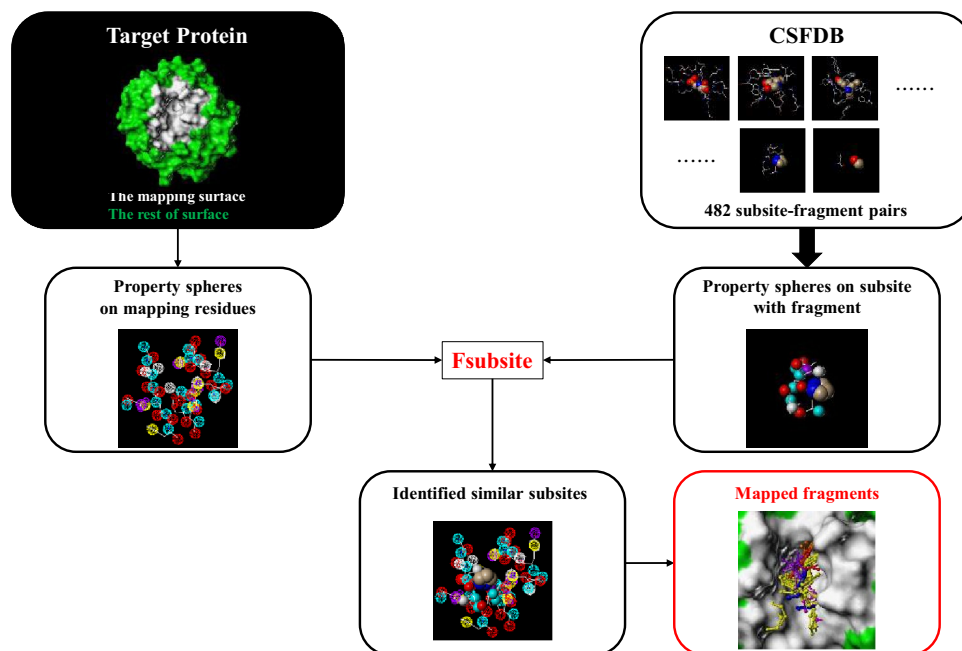 Target Protein
The mapping surface
The rest of surface
CSFDB
......
......
482 subsite-fragment pairs
Property spheres
on mapping residues
Property spheres on subsite
with fragment
Fsubsite
Identified similar subsites
Mapped fragments